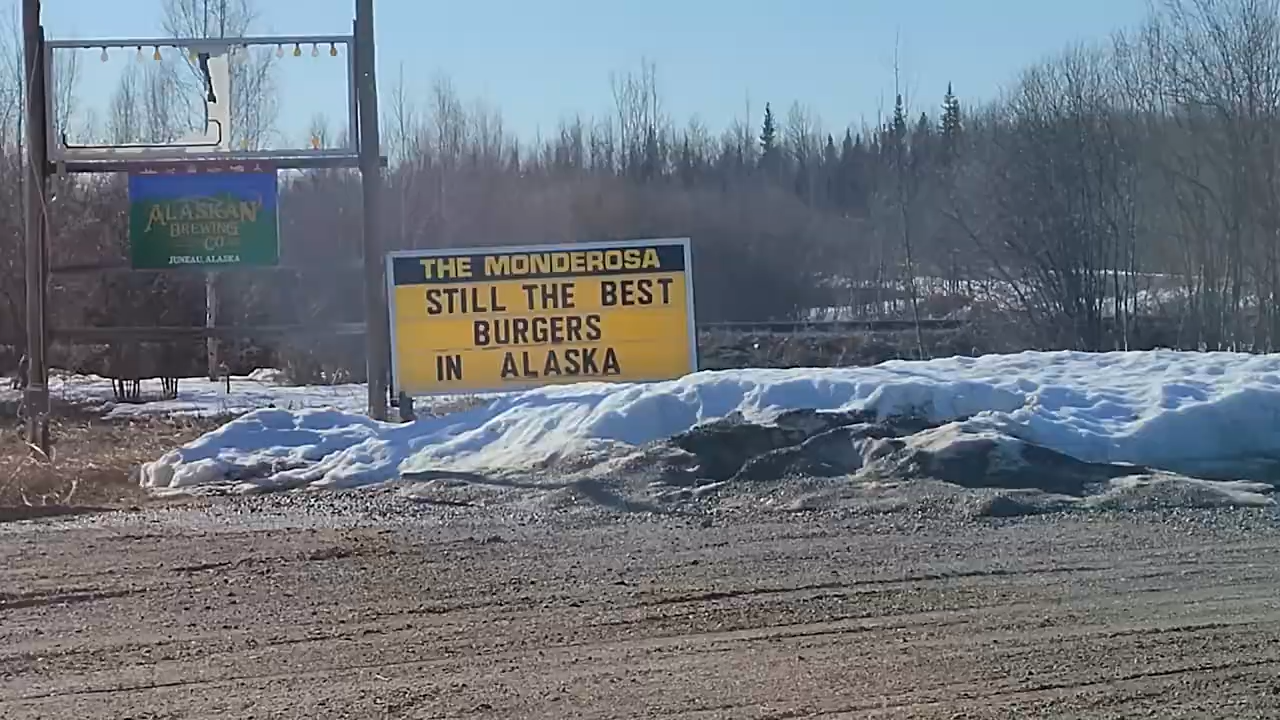 ALASKAN
BREWING
CO
JUNEAU, ALASKA
THE MONDEROSA
STILL THE BEST
BURGERS
IN ALASKA